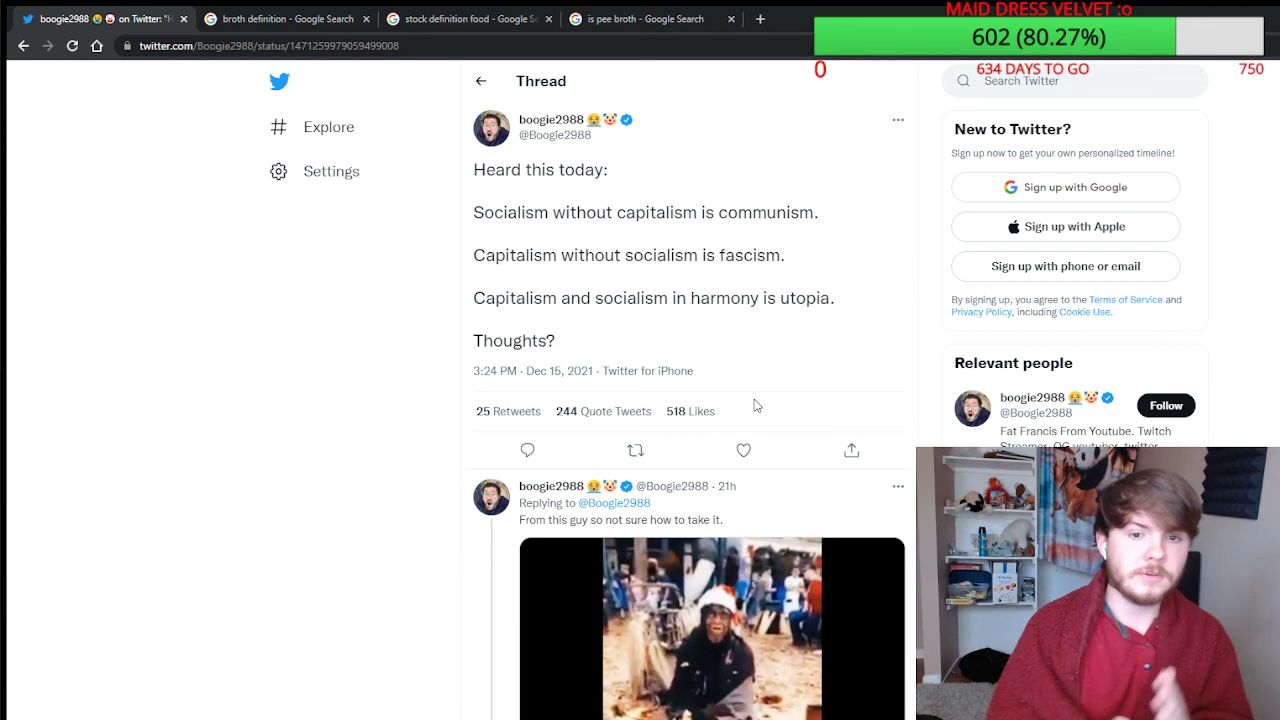 MAID DRESS VELVET :o
602 (80.27%)
0
634 DAYS TO GO
750
boogie2988 😭🤡 on Twitter: "H
broth definition - Google Search
stock definition food - Google Se
is pee broth - Google Search
twitter.com/Boogie2988/status/1471259979059499008
Explore
Settings
Thread
boogie2988 😭🤡
@Boogie2988
Heard this today:
Socialism without capitalism is communism.
Capitalism without socialism is fascism.
Capitalism and socialism in harmony is utopia.
Thoughts?
3:24 PM · Dec 15, 2021 · Twitter for iPhone
25 Retweets 244 Quote Tweets 518 Likes
boogie2988 😭🤡 @Boogie2988 · 21h
Replying to @Boogie2988
From this guy so not sure how to take it.
Search Twitter
New to Twitter?
Sign up now to get your own personalized timeline!
Sign up with Google
Sign up with Apple
Sign up with phone or email
By signing up, you agree to the Terms of Service and
Privacy Policy, including Cookie Use.
Relevant people
boogie2988 😭🤡
@Boogie2988
Follow
Fat Francis From Youtube. Twitch
Streamer. OG youtuber. twitter